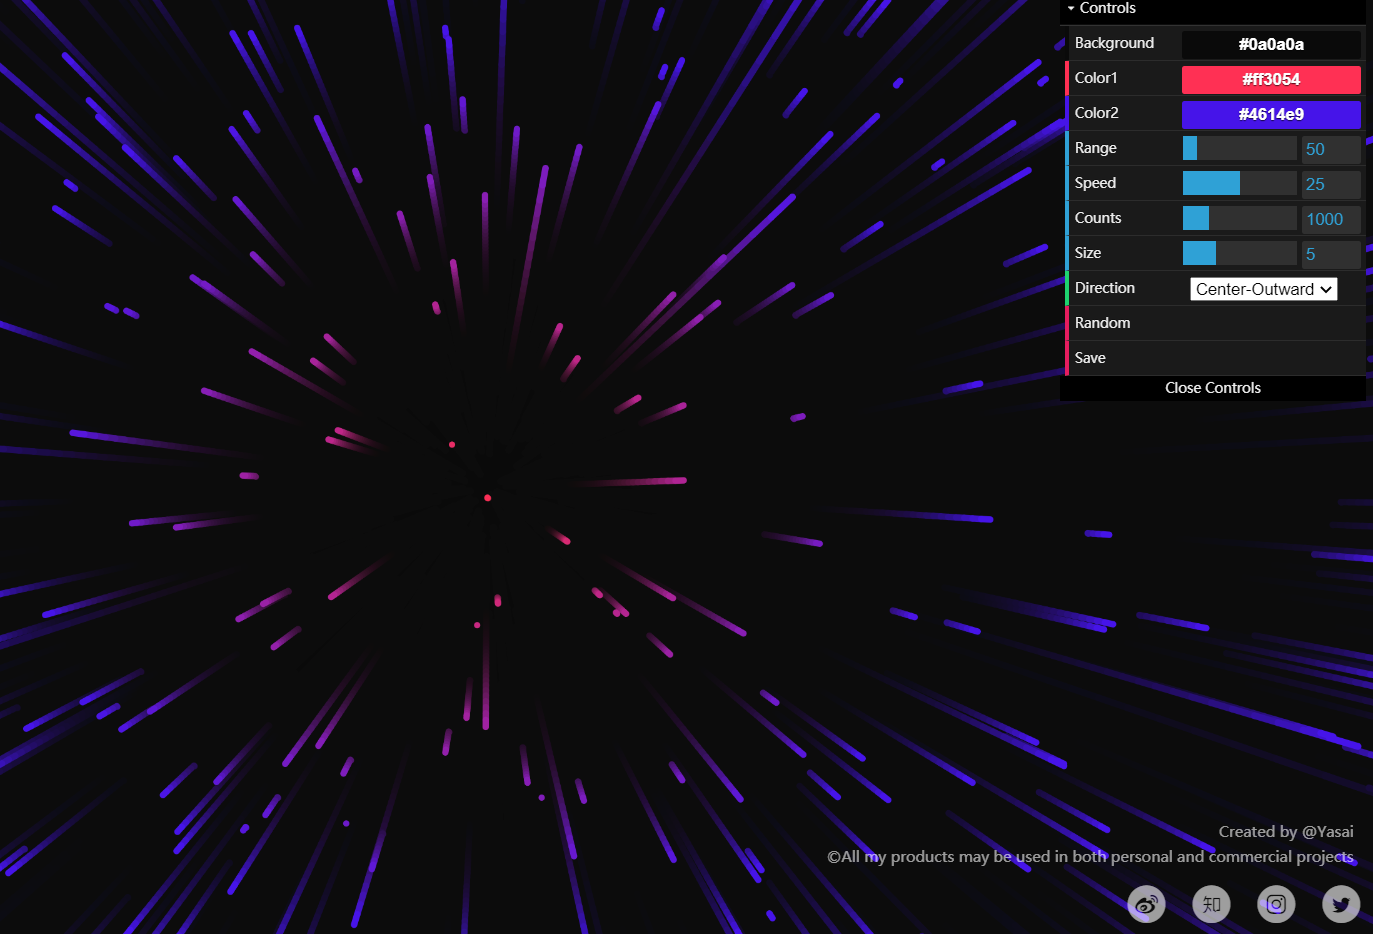 Controls
Background #0a0a0a
Color1 #ff3054
Color2 #4614e9
Range 50
Speed 25
Counts 1000
Size 5
Direction Center-Outward
Random
Save
Close Controls
Created by @Yasai
©All my products may be used in both personal and commercial projects
知